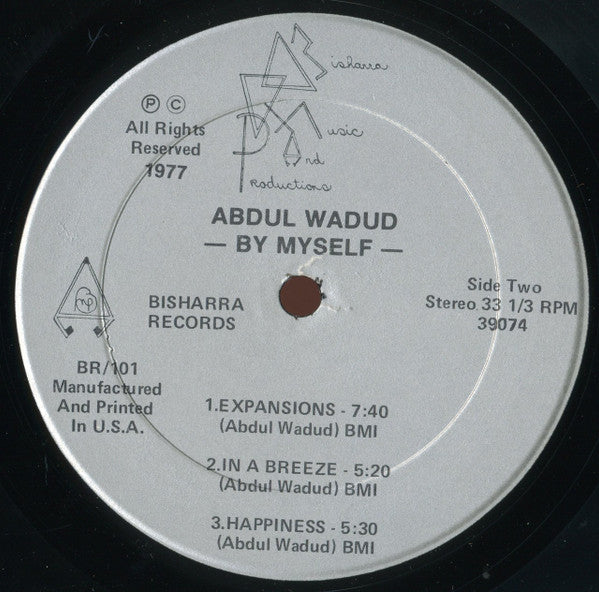 Bisharra
Music
And
Productions
Ⓟ ©
All Rights
Reserved
1977
ABDUL WADUD
— BY MYSELF —
BISHARRA
RECORDS
Side Two
Stereo 33 1/3 RPM
39074
BR/101
Manufactured
And Printed
In U.S.A.
1.EXPANSIONS - 7:40
(Abdul Wadud) BMI
2.IN A BREEZE - 5:20
(Abdul Wadud) BMI
3.HAPPINESS - 5:30
(Abdul Wadud) BMI